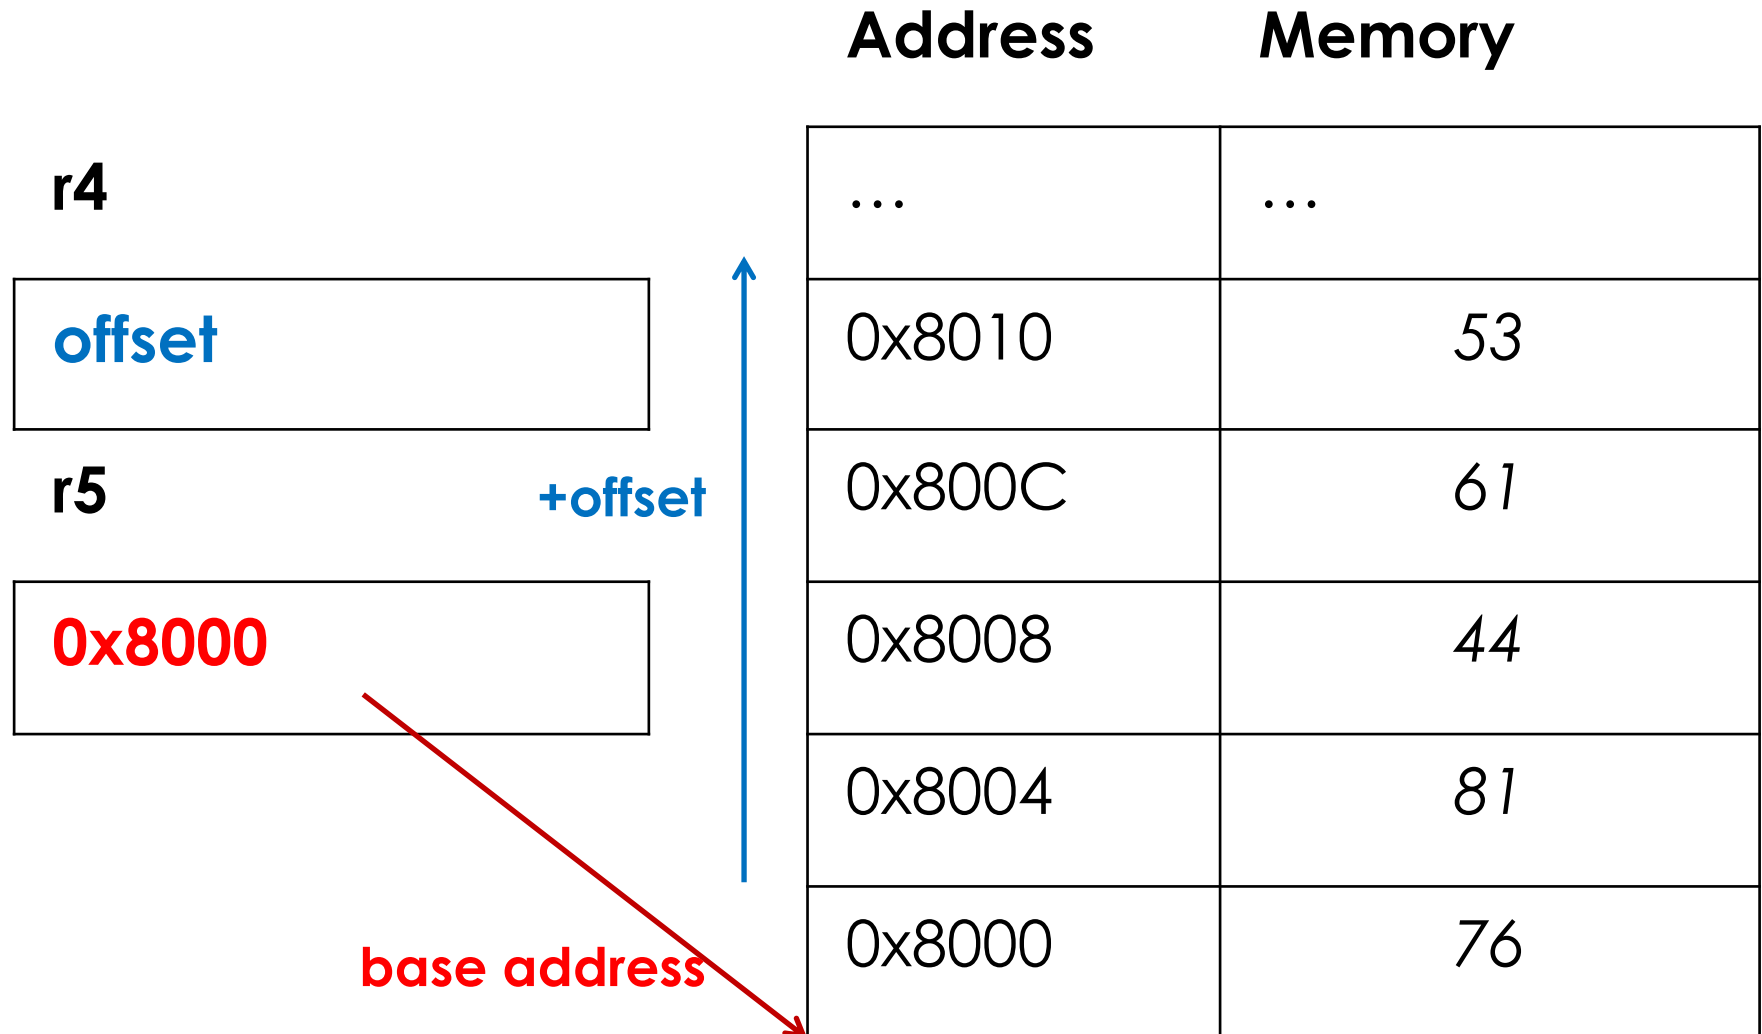 Address Memory
r4
… …
offset
0x8010 53
r5
+offset
0x800C 61
0x8000
0x8008 44
0x8004 81
base address
0x8000 76